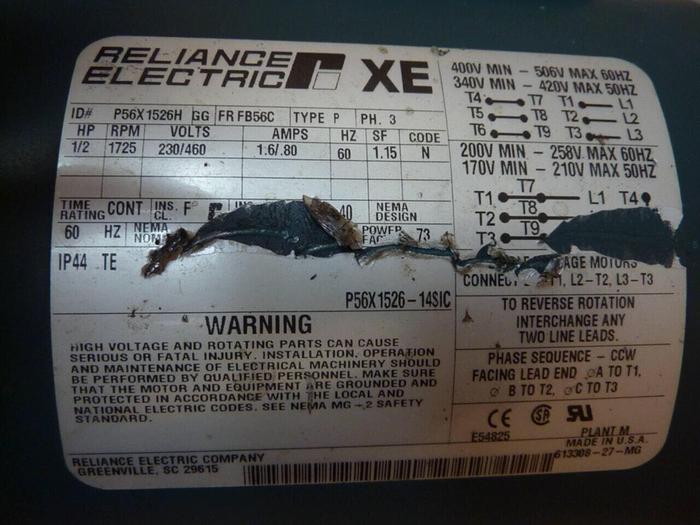 RELIANCE
ELECTRIC XE
ID# P56X1526H GG FR FB56C TYPE P PH. 3
HP RPM VOLTS AMPS HZ SF CODE
1/2 1725 230/460 1.6/.80 60 1.15 N
TIME RATING CONT INS. CL. F 40 NEMA DESIGN
60 HZ NEMA POWER 73
IP44 TE
P56X1526-14SIC
WARNING
HIGH VOLTAGE AND ROTATING PARTS CAN CAUSE
SERIOUS OR FATAL INJURY. INSTALLATION, OPERATION
AND MAINTENANCE OF ELECTRICAL MACHINERY SHOULD
BE PERFORMED BY QUALIFIED PERSONNEL. MAKE SURE
THAT THE MOTOR AND EQUIPMENT ARE GROUNDED AND
PROTECTED IN ACCORDANCE WITH THE LOCAL AND
NATIONAL ELECTRIC CODES. SEE NEMA MG-2 SAFETY
STANDARD.
RELIANCE ELECTRIC COMPANY
GREENVILLE, SC 29615
400V MIN - 506V MAX 60HZ
340V MIN - 420V MAX 50HZ
T4 T7 T1 L1
T5 T8 T2 L2
T6 T9 T3 L3
200V MIN - 258V MAX 60HZ
170V MIN - 210V MAX 50HZ
T7
T1 L1 T4
T8
T2
T9
T3
MOTORS
CONNECT L2-T2, L3-T3
TO REVERSE ROTATION
INTERCHANGE ANY
TWO LINE LEADS.
PHASE SEQUENCE - CCW
FACING LEAD END ∅A TO T1,
∅ B TO T2, ∅C TO T3
CE SA UL
E54825 PLANT M
MADE IN U.S.A.
613308-27-MG